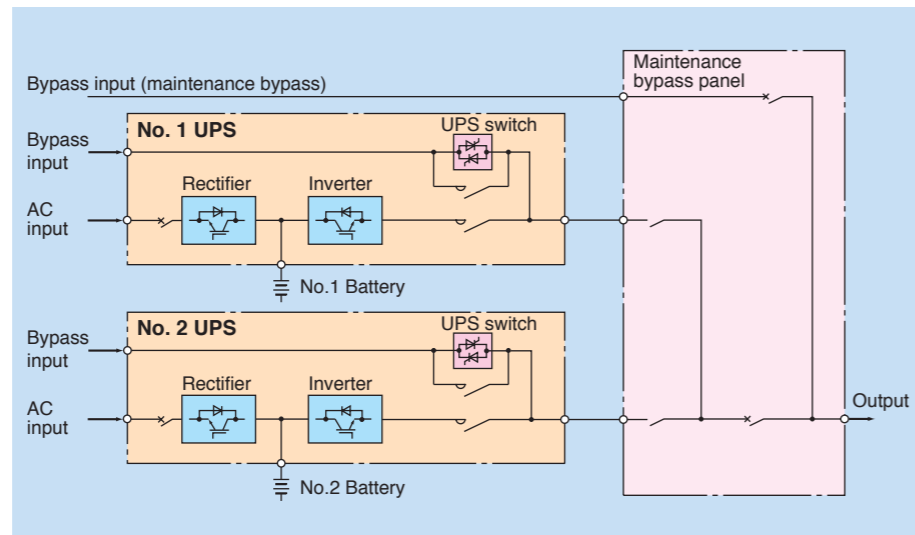 Maintenance
bypass panel
Bypass input (maintenance bypass)
No. 1 UPS
UPS switch
Bypass
input
Rectifier
Inverter
AC
input
No.1 Battery
No. 2 UPS
UPS switch
Bypass
input
Rectifier
Inverter
AC
input
Output
No.2 Battery